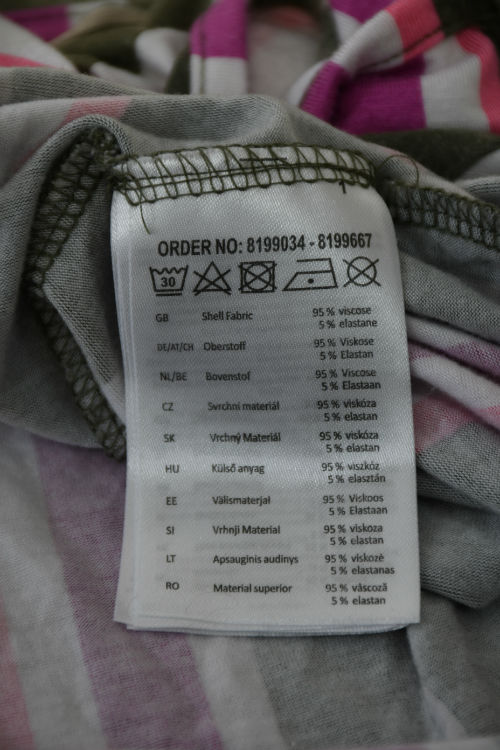 ORDER NO: 8199034 - 8199667
30
GB Shell Fabric 95 % viscose
5 % elastane
DE/AT/CH Oberstoff 95 % Viskose
5 % Elastan
NL/BE Bovenstof 95 % Viscose
5 % Elastaan
CZ Svrchni materiál 95 % viskóza
5 % elastan
SK Vrchný Materiál 95 % viskóza
5 % elastan
HU Külső anyag 95 % viszkóz
5 % elasztán
EE Välismaterjal 95 % Viskoos
5 % Elastaan
SI Vrhnji Material 95 % viskoza
5 % elastan
LT Apsauginis audinys 95 % viskozė
5 % elastanas
RO Material superior 95 % vâscoză
5 % elastan